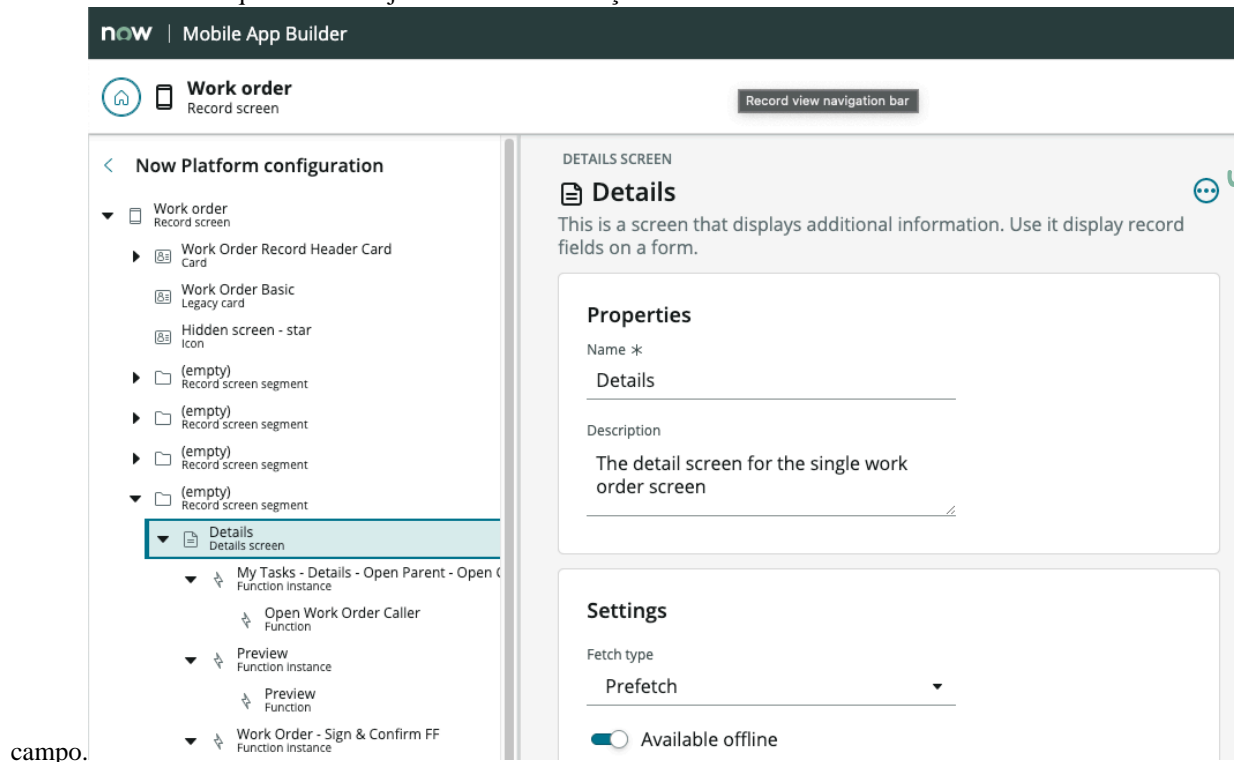 now | Mobile App Builder
Work order
Record screen
Record view navigation bar
Now Platform configuration
Work order
Record screen
Work Order Record Header Card
Card
Work Order Basic
Legacy card
Hidden screen - star
Icon
(empty)
Record screen segment
(empty)
Record screen segment
(empty)
Record screen segment
(empty)
Record screen segment
Details
Details screen
My Tasks - Details - Open Parent - Open
Function instance
Open Work Order Caller
Function
Preview
Function instance
Preview
Function
Work Order - Sign & Confirm FF
Function instance
DETAILS SCREEN
Details
This is a screen that displays additional information. Use it display record
fields on a form.
Properties
Name *
Details
Description
The detail screen for the single work
order screen
Settings
Fetch type
Prefetch
Available offline
campo.